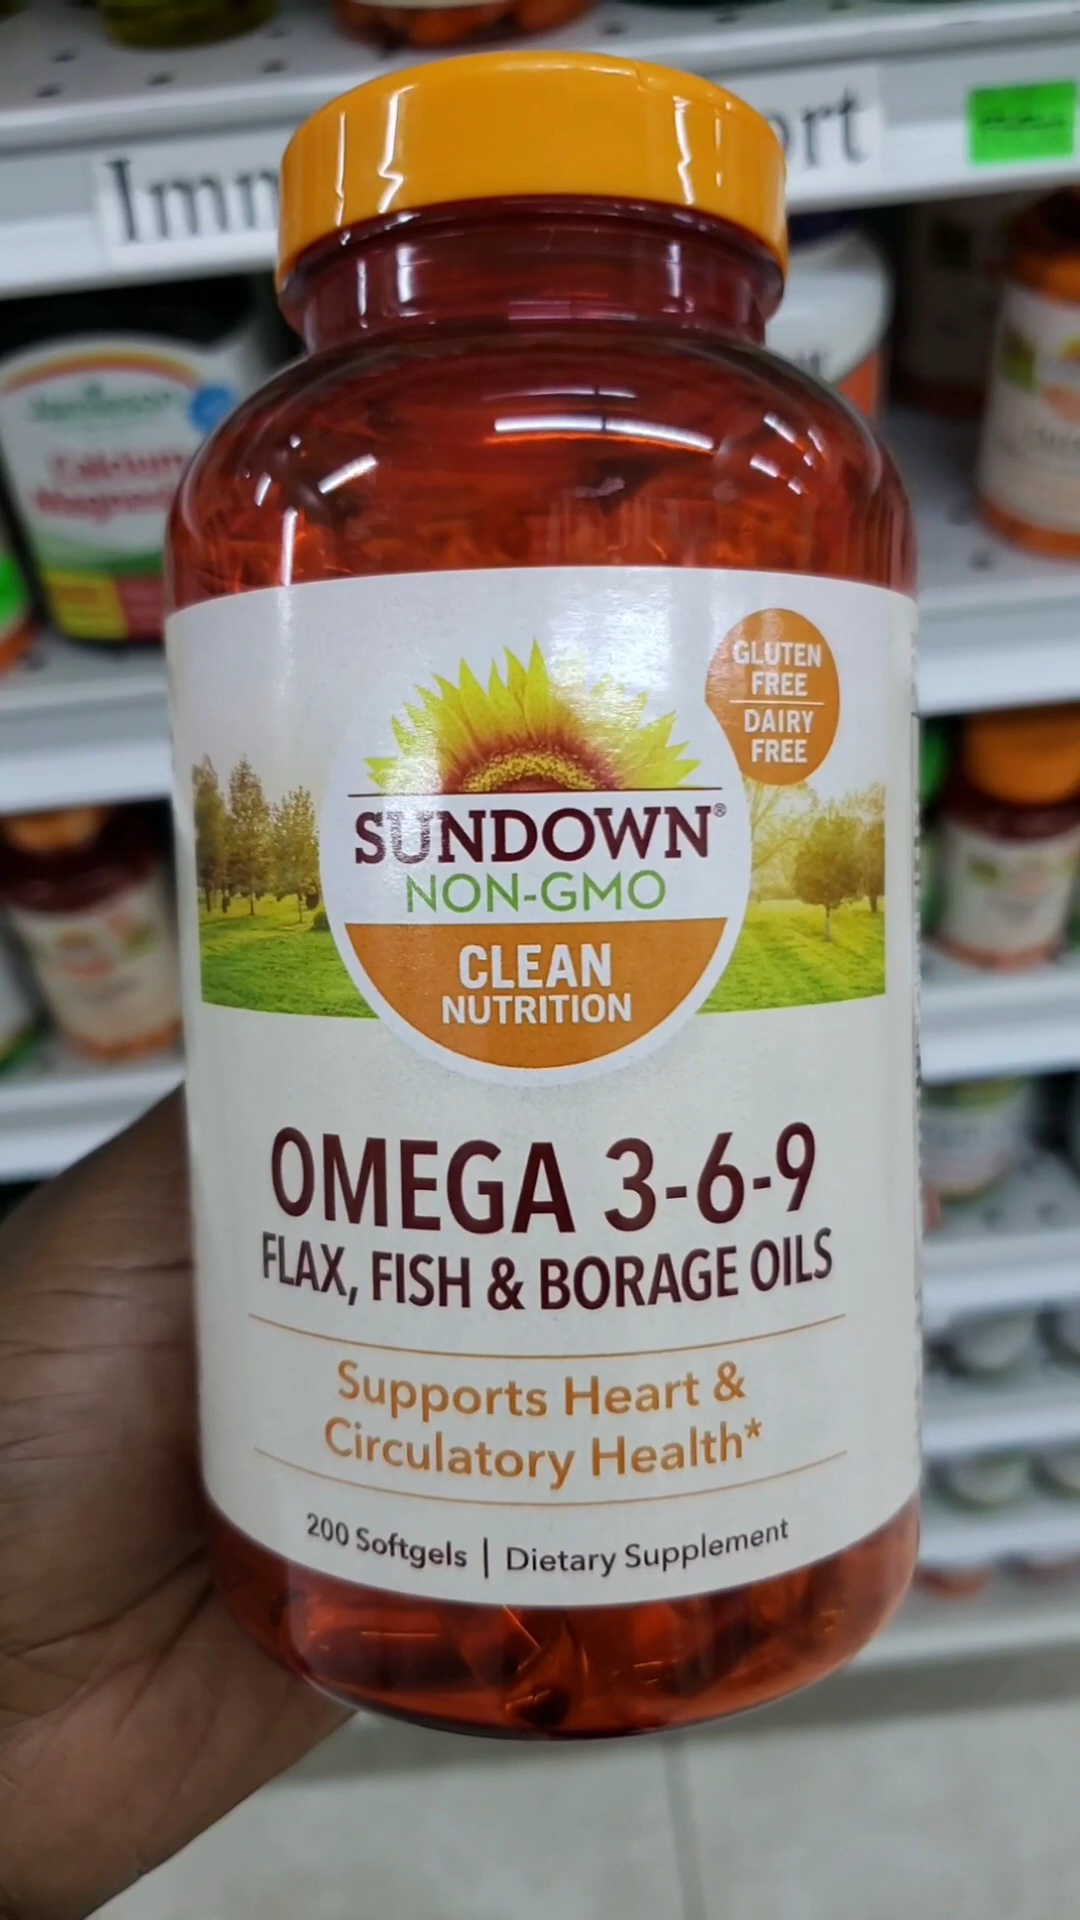 GLUTEN
FREE
DAIRY
FREE
SUNDOWN®
NON-GMO
CLEAN
NUTRITION
OMEGA 3-6-9
FLAX, FISH & BORAGE OILS
Supports Heart &
Circulatory Health*
200 Softgels | Dietary Supplement
Calcium